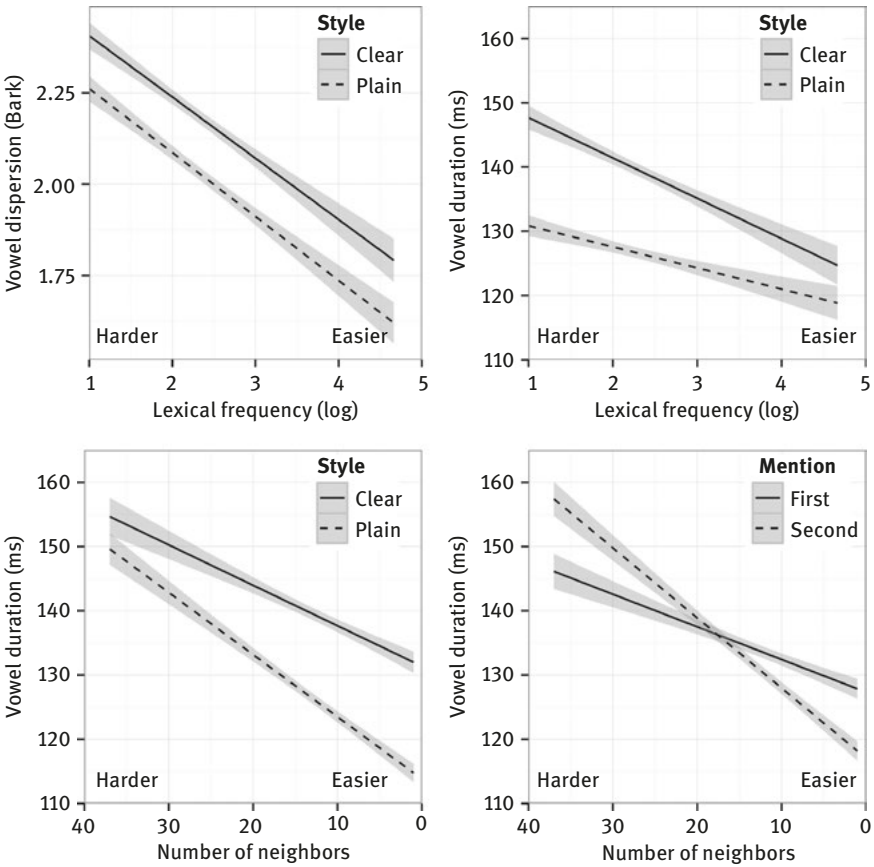 Style
Clear
Plain
2.25
2.00
1.75
Vowel dispersion (Bark)
Harder
Easier
1 2 3 4 5
Lexical frequency (log)
Style
Clear
Plain
160
150
140
130
120
110
Vowel duration (ms)
Harder
Easier
1 2 3 4 5
Lexical frequency (log)
Style
Clear
Plain
160
150
140
130
120
110
Vowel duration (ms)
Harder
Easier
40 30 20 10 0
Number of neighbors
Mention
First
Second
160
150
140
130
120
110
Vowel duration (ms)
Harder
Easier
40 30 20 10 0
Number of neighbors